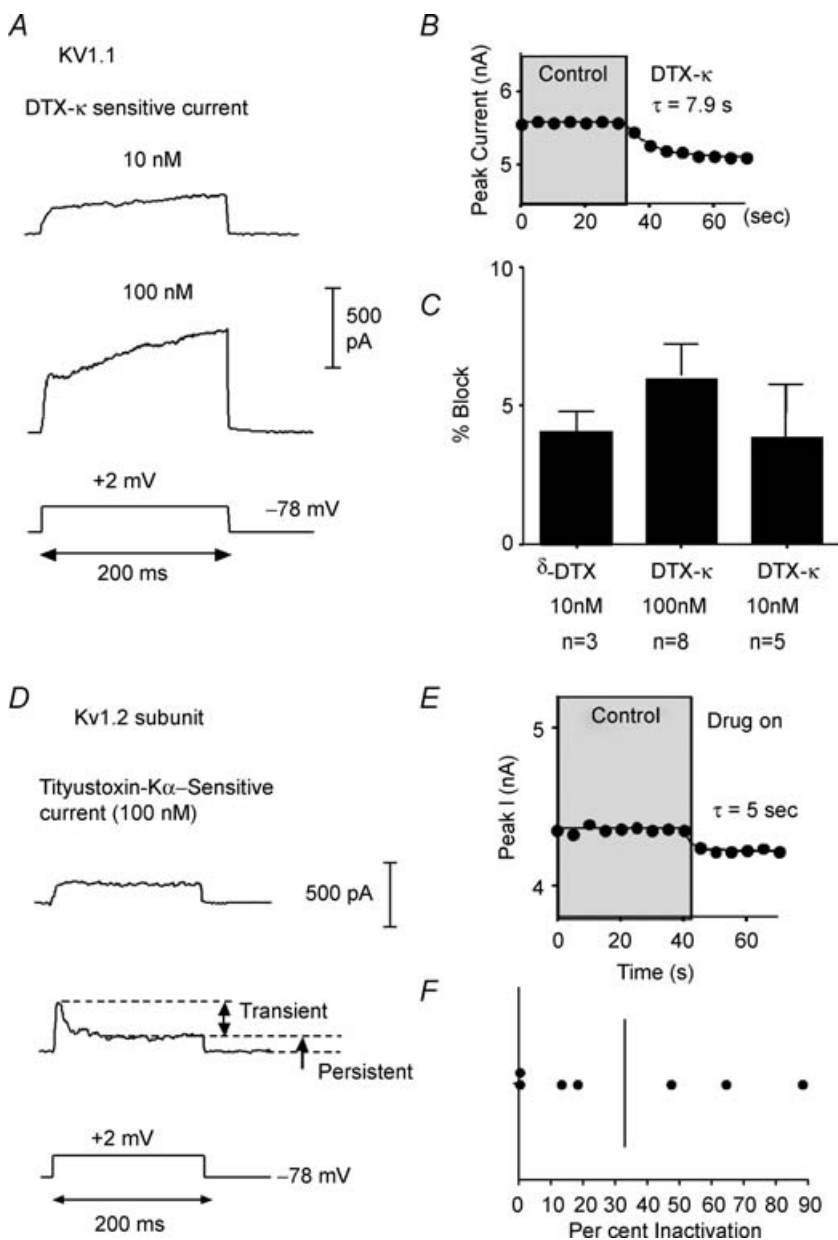 A
KV1.1
DTX-κ sensitive current
10 nM
100 nM
500
pA
+2 mV
–78 mV
200 ms
B
Peak Current (nA)
6
5
Control
DTX-κ
τ = 7.9 s
0
20
40
60
(sec)
C
% Block
10
5
0
δ-DTX
DTX-κ
DTX-κ
10nM
100nM
10nM
n=3
n=8
n=5
D
Kv1.2 subunit
Tityustoxin-Kα–Sensitive
current (100 nM)
500 pA
Transient
Persistent
+2 mV
–78 mV
200 ms
E
Peak I (nA)
5
4
Control
Drug on
τ = 5 sec
0
20
40
60
Time (s)
F
0
10
20
30
40
50
60
70
80
90
Per cent Inactivation